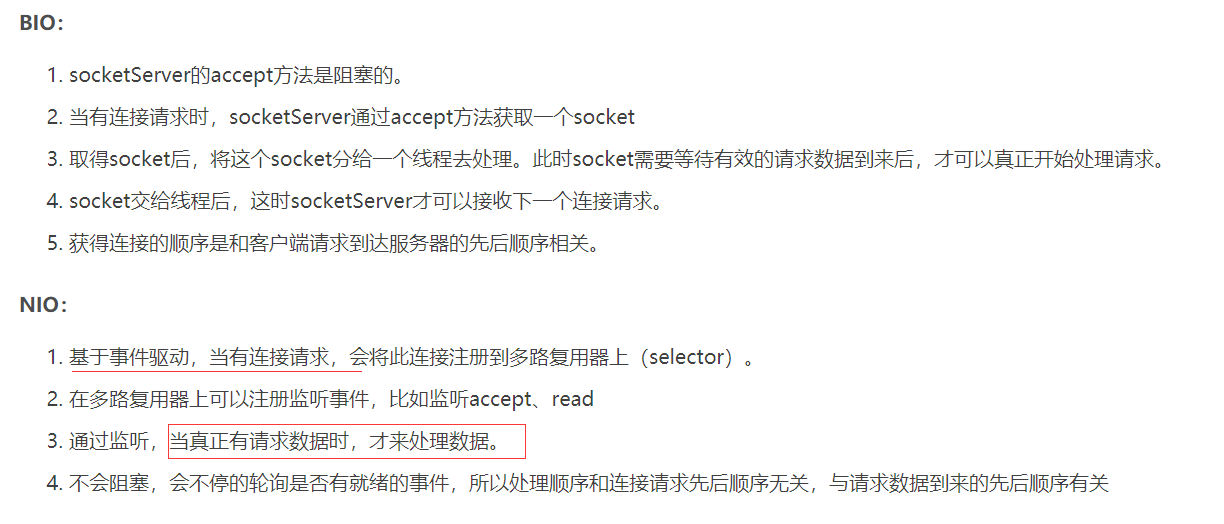 BIO：
1. socketServer的accept方法是阻塞的。
2. 当有连接请求时，socketServer通过accept方法获取一个socket
3. 取得socket后，将这个socket分给一个线程去处理。此时socket需要等待有效的请求数据到来后，才可以真正开始处理请求。
4. socket交给线程后，这时socketServer才可以接收下一个连接请求。
5. 获得连接的顺序是和客户端请求到达服务器的先后顺序相关。
NIO：
1. 基于事件驱动，当有连接请求，会将此连接注册到多路复用器上（selector）。
2. 在多路复用器上可以注册监听事件，比如监听accept、read
3. 通过监听，当真正有请求数据时，才来处理数据。
4. 不会阻塞，会不停的轮询是否有就绪的事件，所以处理顺序和连接请求先后顺序无关，与请求数据到来的先后顺序有关